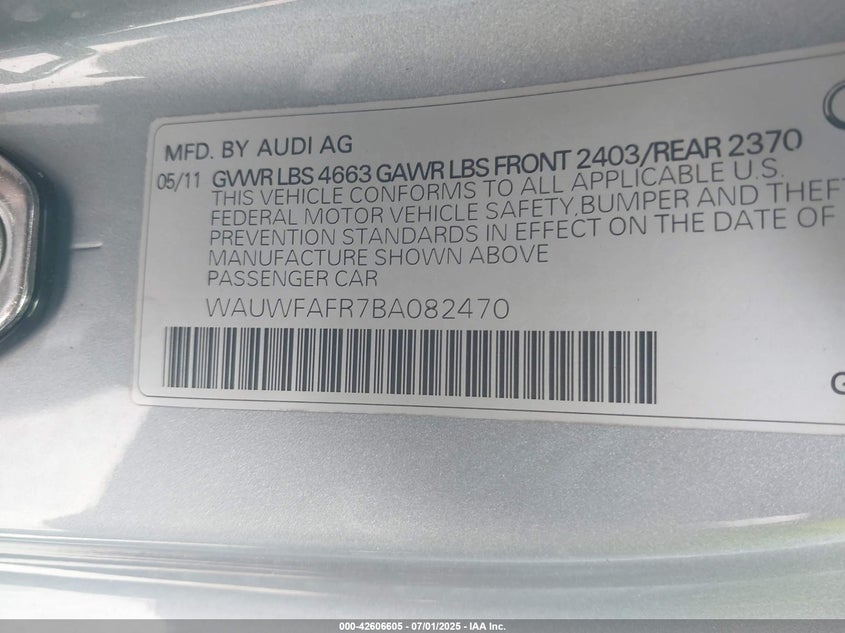 MFD. BY AUDI AG
05/11 GVWR LBS 4663 GAWR LBS FRONT 2403/REAR 2370
THIS VEHICLE CONFORMS TO ALL APPLICABLE U.S.
FEDERAL MOTOR VEHICLE SAFETY,BUMPER AND THEFT
PREVENTION STANDARDS IN EFFECT ON THE DATE OF
MANUFACTURE SHOWN ABOVE
PASSENGER CAR
WAUWFAFR7BA082470
000-42606605 - 07/01/2025 - IAA Inc.